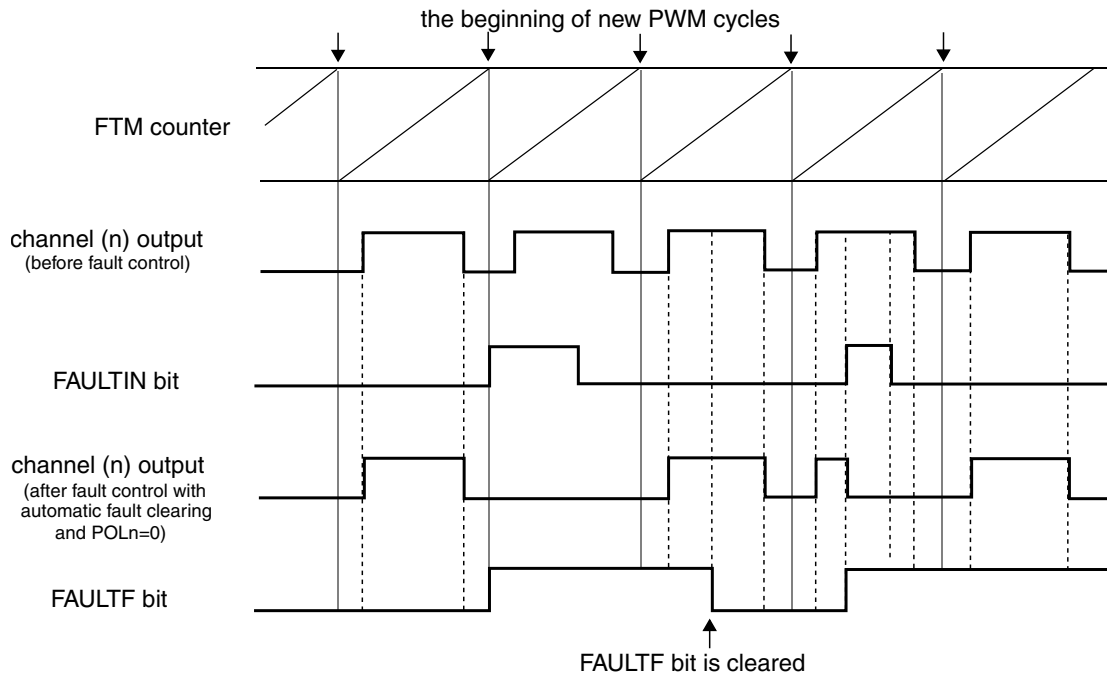 the beginning of new PWM cycles
FTM counter
channel (n) output
(before fault control)
FAULTIN bit
channel (n) output
(after fault control with
automatic fault clearing
and POLn=0)
FAULTF bit
FAULTF bit is cleared